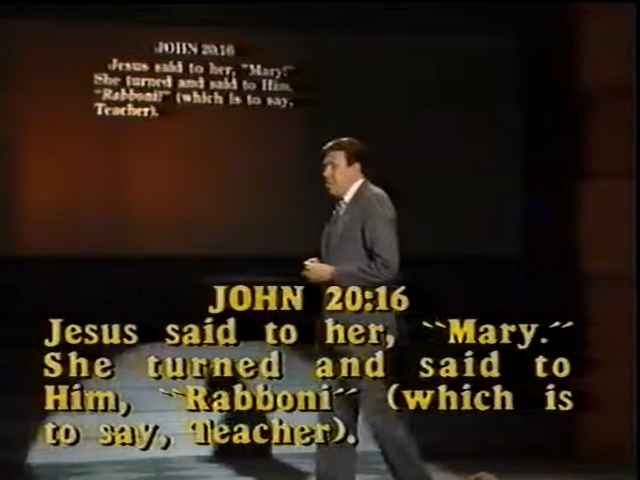 JOHN 20:16
Jesus said to her, "Mary!"
She turned and said to Him,
"Rabboni!" (which is to say,
Teacher).
JOHN 20:16
Jesus said to her, "Mary."
She turned and said to
Him, "Rabboni" (which is
to say, Teacher).